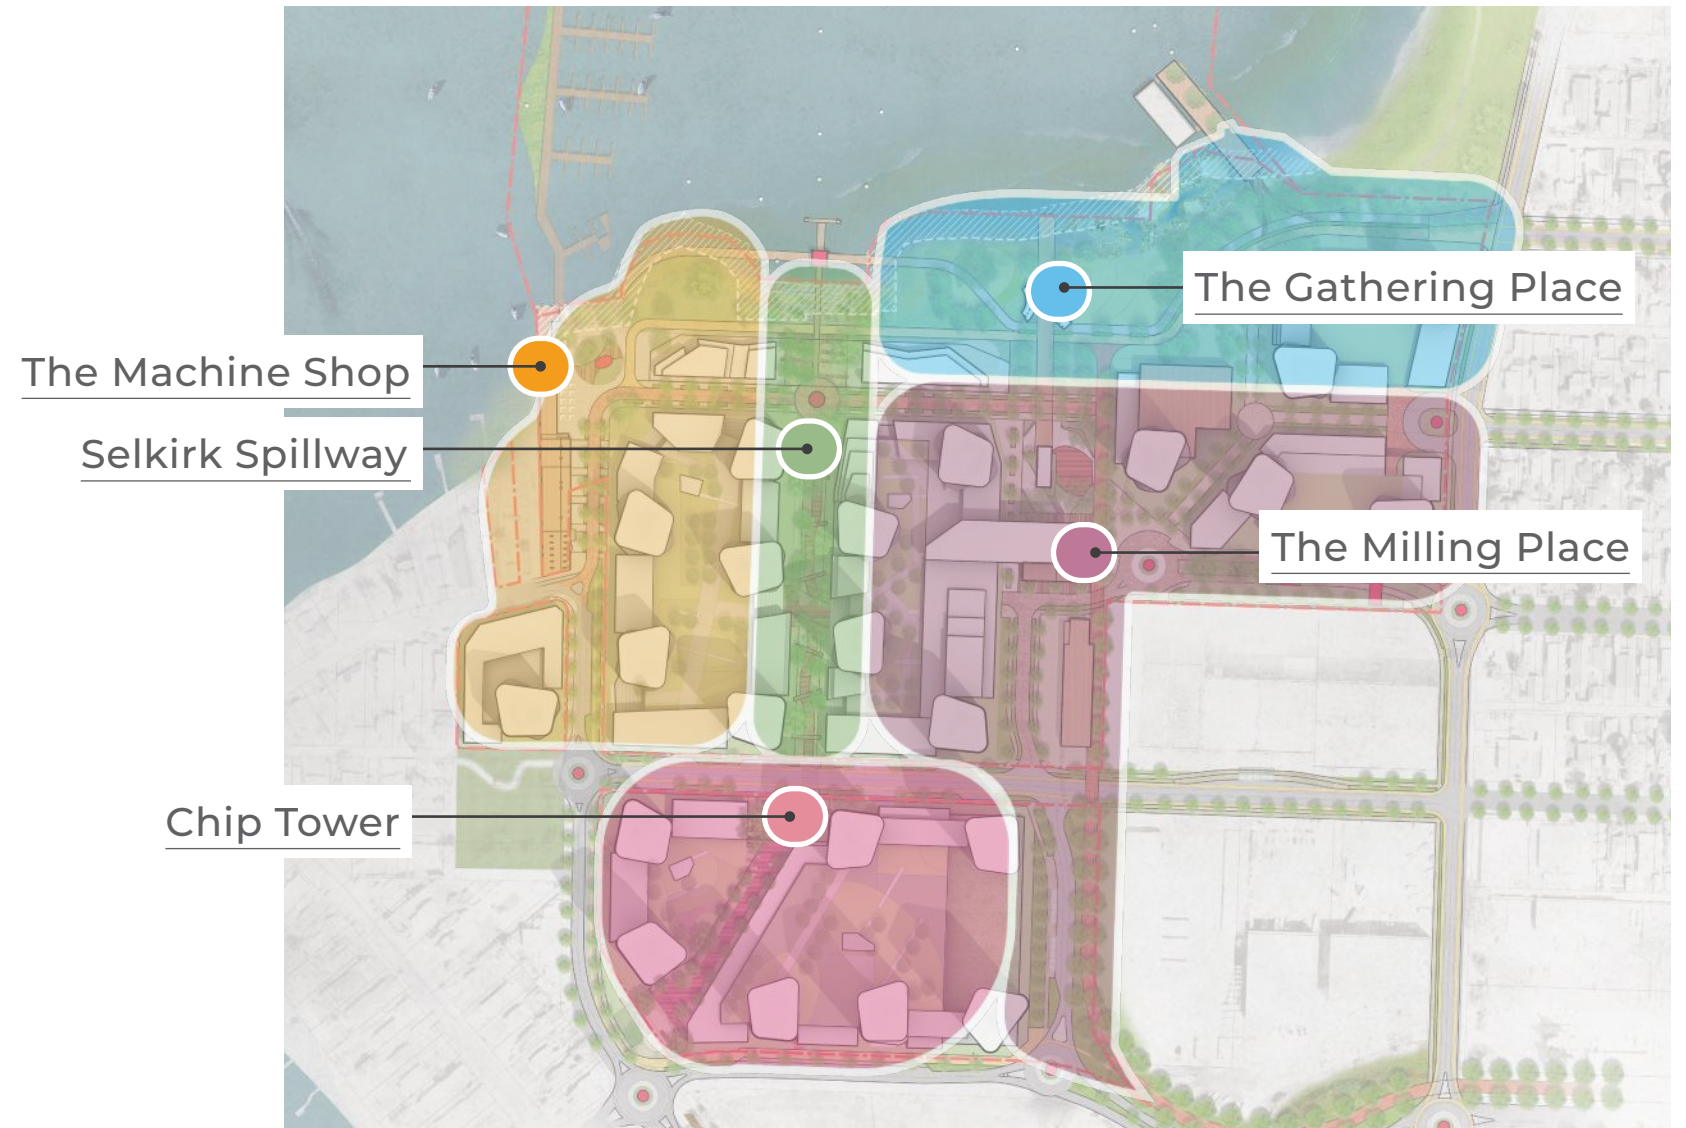 The Gathering Place
The Machine Shop
Selkirk Spillway
The Milling Place
Chip Tower